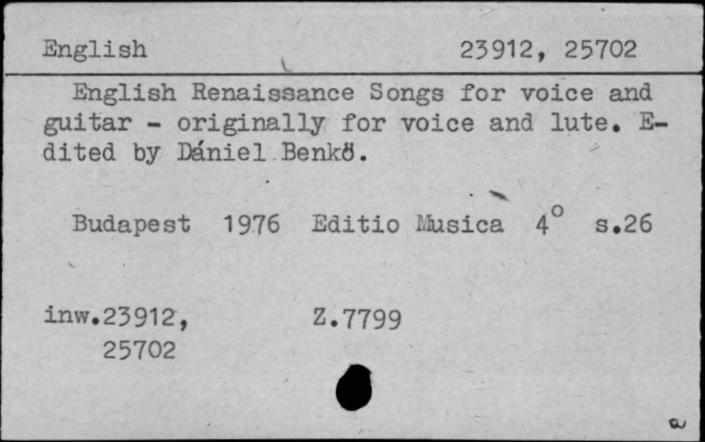 English 23912, 25702
English Renaissance Songs for voice and
guitar - originally for voice and lute. E-
dited by Dániel Benkő.
Budapest 1976 Editio Musica 4° s.26
inw.23912, Z.7799
25702